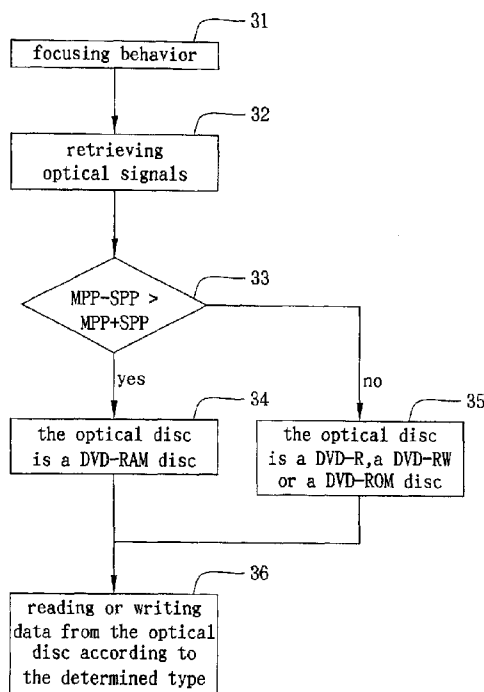 31
focusing behavior
32
retrieving
optical signals
33
MPP-SPP >
MPP+SPP
yes
no
34
the optical disc
is a DVD-RAM disc
35
the optical disc
is a DVD-R,a DVD-RW
or a DVD-ROM disc
36
reading or writing
data from the optical
disc according to
the determined type